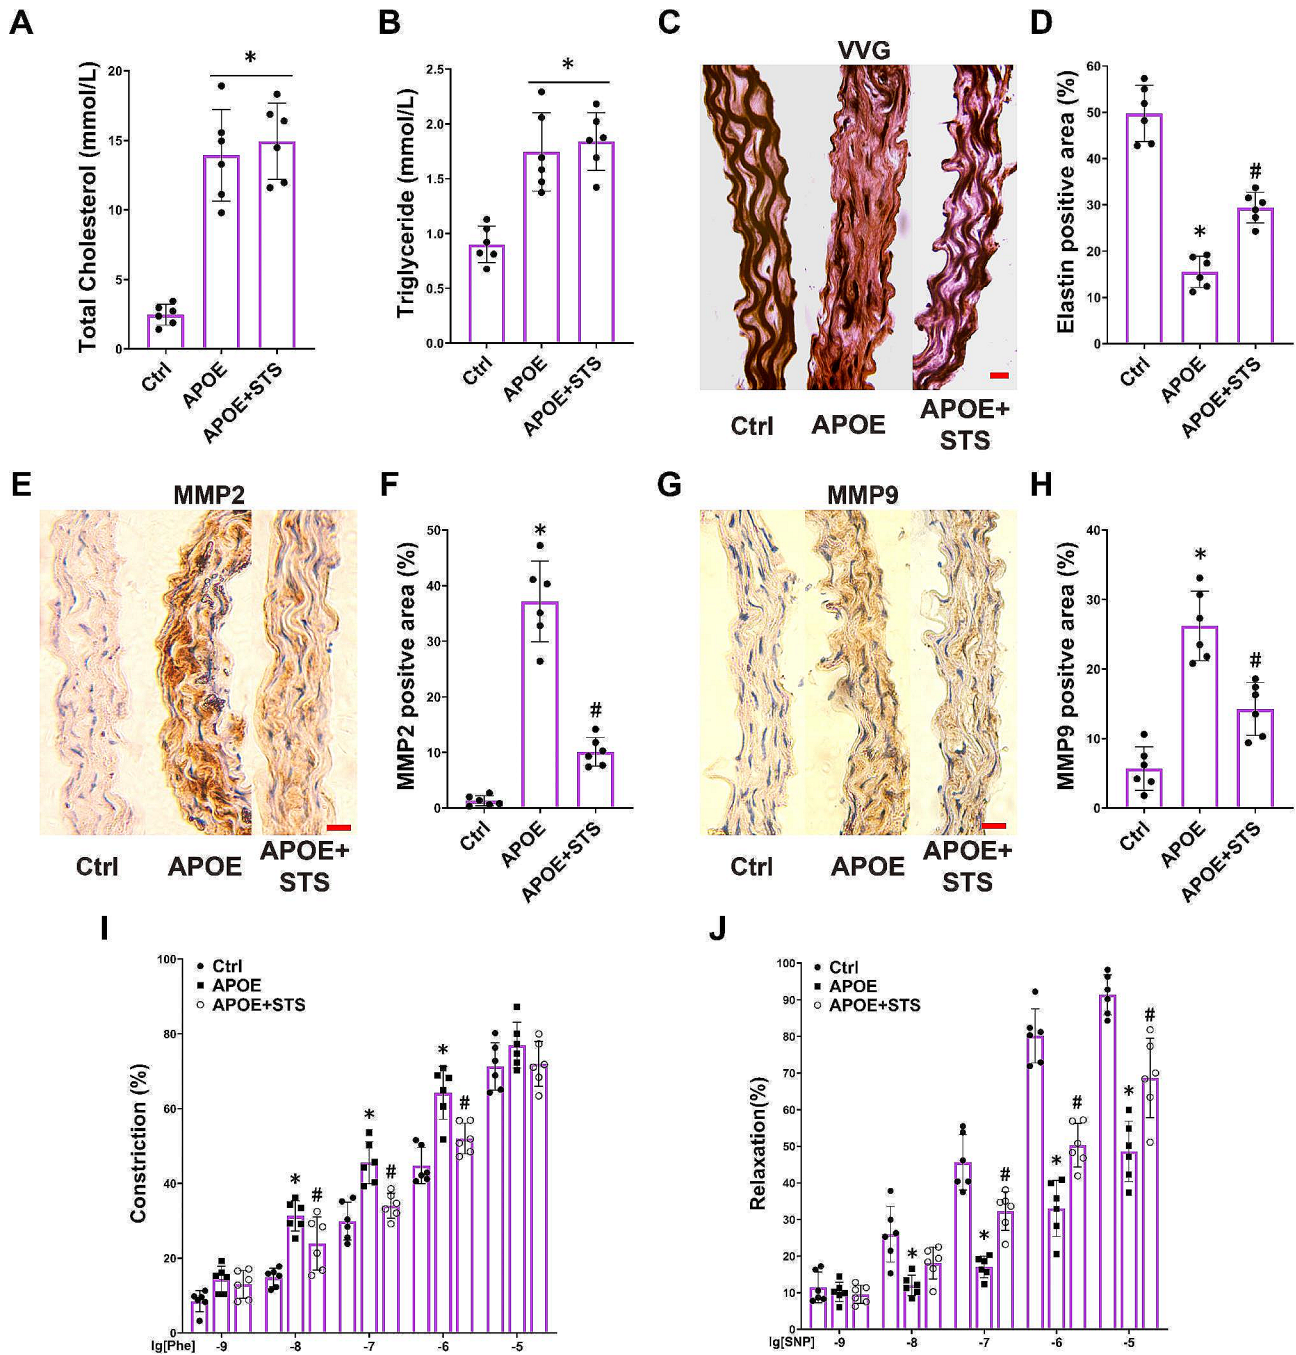 A
Total Cholesterol (mmol/L)
20
15
10
5
0
*
Ctrl
APOE
APOE+STS
B
Triglyceride (mmol/L)
2.5
2.0
1.5
1.0
0.5
0.0
*
Ctrl
APOE
APOE+STS
C
VVG
Ctrl
APOE
APOE+
STS
D
Elastin positive area (%)
60
50
40
30
20
10
0
*
#
Ctrl
APOE
APOE+STS
E
MMP2
Ctrl
APOE
APOE+
STS
F
MMP2 positve area (%)
50
40
30
20
10
0
*
#
Ctrl
APOE
APOE+STS
G
MMP9
Ctrl
APOE
APOE+
STS
H
MMP9 positve area (%)
40
30
20
10
0
*
#
Ctrl
APOE
APOE+STS
I
Constriction (%)
100
80
60
40
20
0
Ctrl
APOE
APOE+STS
* # * # * #
lg[Phe] -9 -8 -7 -6 -5
J
Relaxation(%)
100
90
80
70
60
50
40
30
20
10
0
Ctrl
APOE
APOE+STS
* * # * # * #
lg[SNP] -9 -8 -7 -6 -5